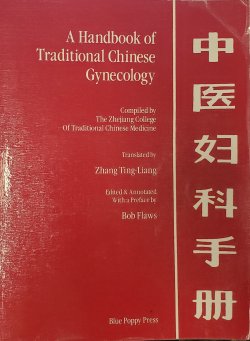 A Handbook of
Traditional Chinese
Gynecology
Compiled by
The Zhejiang College
Of Traditional Chinese Medicine
Translated by
Zhang Ting-Liang
Edited & Annotated,
With a Preface by
Bob Flaws
Blue Poppy Press
中医妇科手册